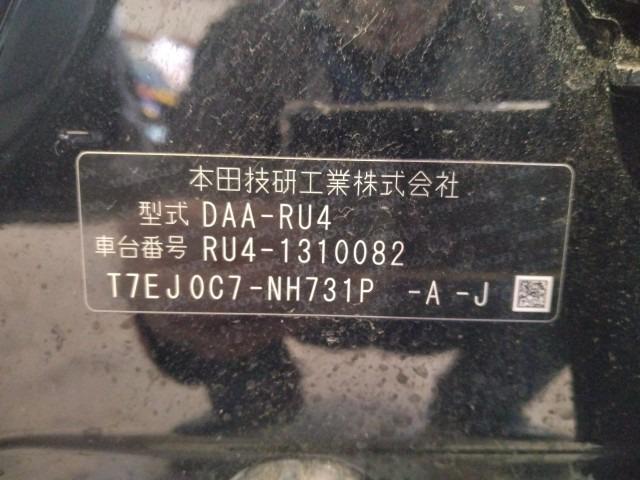 本田技研工業株式会社
型式 DAA-RU4
車台番号 RU4-1310082
T7EJ0C7-NH731P -A -J